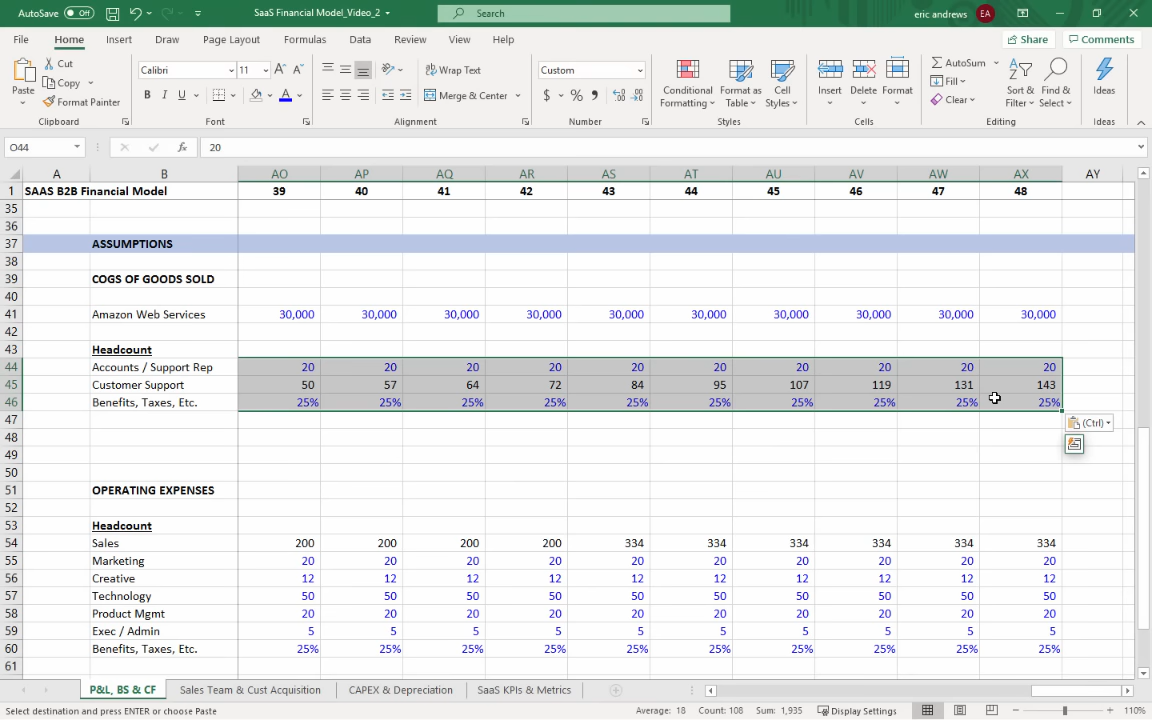 AutoSave Off SaaS Financial Model_Video_2 Search eric andrews EA
File Home Insert Draw Page Layout Formulas Data Review View Help Share Comments
Paste Cut Copy Format Painter Clipboard
Calibri 11 A A B I U A Font
ab Wrap Text Merge & Center Alignment
Custom $ % , Number
Conditional Formatting Format as Table Cell Styles Styles
Insert Delete Format Cells
AutoSum Fill Clear Sort & Filter Find & Select Editing
Ideas Ideas
O44 fx 20
A B AO AP AQ AR AS AT AU AV AW AX AY
1 SAAS B2B Financial Model 39 40 41 42 43 44 45 46 47 48
35
36
37 ASSUMPTIONS
38
39 COGS OF GOODS SOLD
40
41 Amazon Web Services 30,000 30,000 30,000 30,000 30,000 30,000 30,000 30,000 30,000 30,000
42
43 Headcount
44 Accounts / Support Rep 20 20 20 20 20 20 20 20 20 20
45 Customer Support 50 57 64 72 84 95 107 119 131 143
46 Benefits, Taxes, Etc. 25% 25% 25% 25% 25% 25% 25% 25% 25% 25%
47 (Ctrl)
48
49
50
51 OPERATING EXPENSES
52
53 Headcount
54 Sales 200 200 200 200 334 334 334 334 334 334
55 Marketing 20 20 20 20 20 20 20 20 20 20
56 Creative 12 12 12 12 12 12 12 12 12 12
57 Technology 50 50 50 50 50 50 50 50 50 50
58 Product Mgmt 20 20 20 20 20 20 20 20 20 20
59 Exec / Admin 5 5 5 5 5 5 5 5 5 5
60 Benefits, Taxes, Etc. 25% 25% 25% 25% 25% 25% 25% 25% 25% 25%
61
P&L, BS & CF Sales Team & Cust Acquisition CAPEX & Depreciation SaaS KPIs & Metrics
Select destination and press ENTER or choose Paste Average: 18 Count: 108 Sum: 1,935 Display Settings 110%